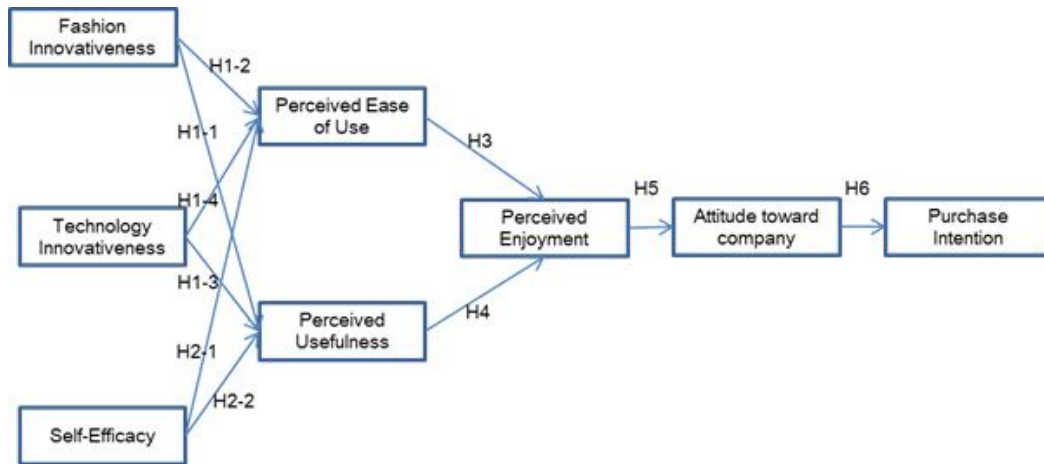 Fashion
Innovativeness
H1-2
Perceived Ease
of Use
H1-1
H3
H1-4
Technology
Innovativeness
Perceived
Enjoyment
H5
Attitude toward
company
H6
Purchase
Intention
H1-3
Perceived
Usefulness
H4
H2-1
H2-2
Self-Efficacy